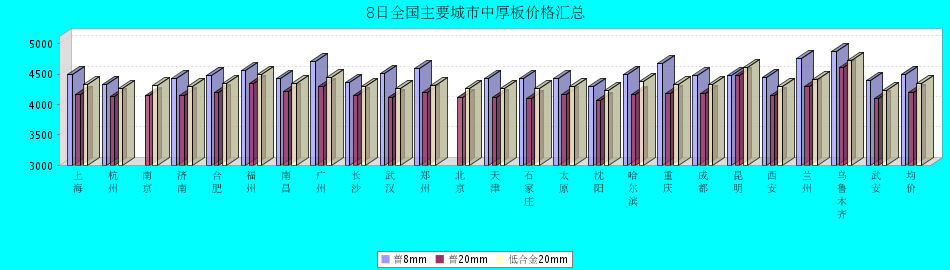 8日全国主要城市中厚板价格汇总
5000
4500
4000
3500
3000
上海 杭州 南京 济南 合肥 福州 南昌 广州 长沙 武汉 郑州 北京 天津 石家庄 太原 沈阳 哈尔滨 重庆 成都 昆明 西安 兰州 乌鲁木齐 武安 均价
普8mm 普20mm 低合金20mm